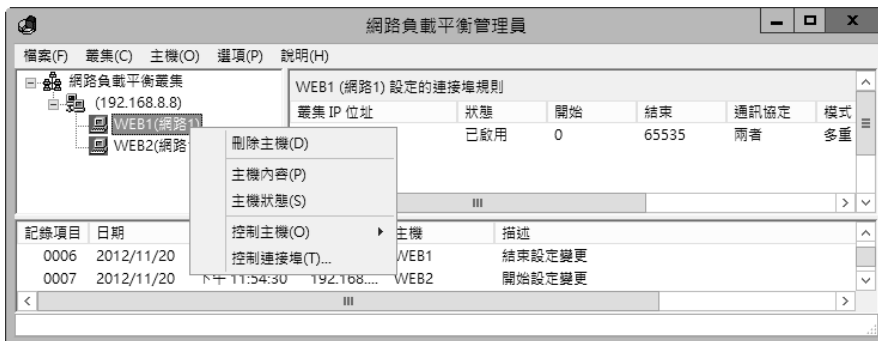 網路負載平衡管理員
檔案(F) 叢集(C) 主機(O) 選項(P) 說明(H)
網路負載平衡叢集
(192.168.8.8)
WEB1(網路1)
WEB2(網路
WEB1 (網路1) 設定的連接埠規則
叢集 IP 位址 狀態 開始 結束 通訊協定 模式
已啟用 0 65535 兩者 多重
刪除主機(D)
主機內容(P)
主機狀態(S)
控制主機(O)
控制連接埠(T)...
記錄項目 日期 主機 描述
0006 2012/11/20 WEB1 結束設定變更
0007 2012/11/20 下午 11:54:30 192.168.... WEB2 開始設定變更